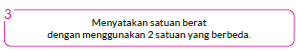 3
Menyatakan satuan berat
dengan menggunakan 2 satuan yang berbeda.